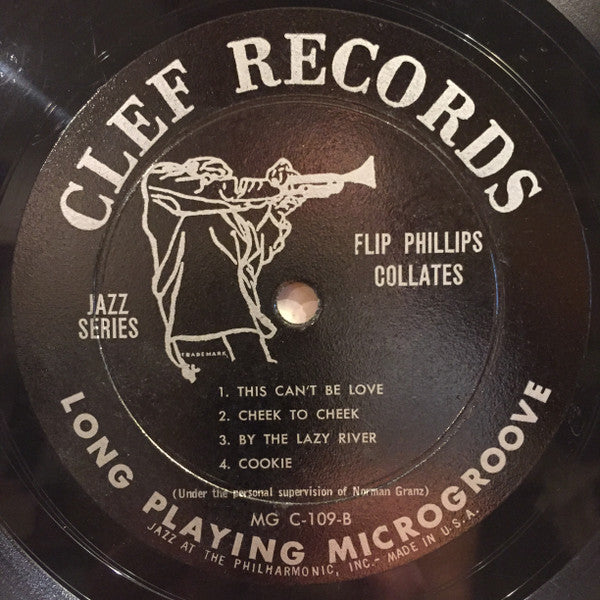 CLEF RECORDS
FLIP PHILLIPS
COLLATES
JAZZ
SERIES
TRADEMARK
1. THIS CAN'T BE LOVE
2. CHEEK TO CHEEK
3. BY THE LAZY RIVER
4. COOKIE
(Under the personal supervision of Norman Granz)
MG C-109-B
LONG PLAYING MICROGROOVE
JAZZ AT THE PHILHARMONIC, INC.- MADE IN U.S.A.